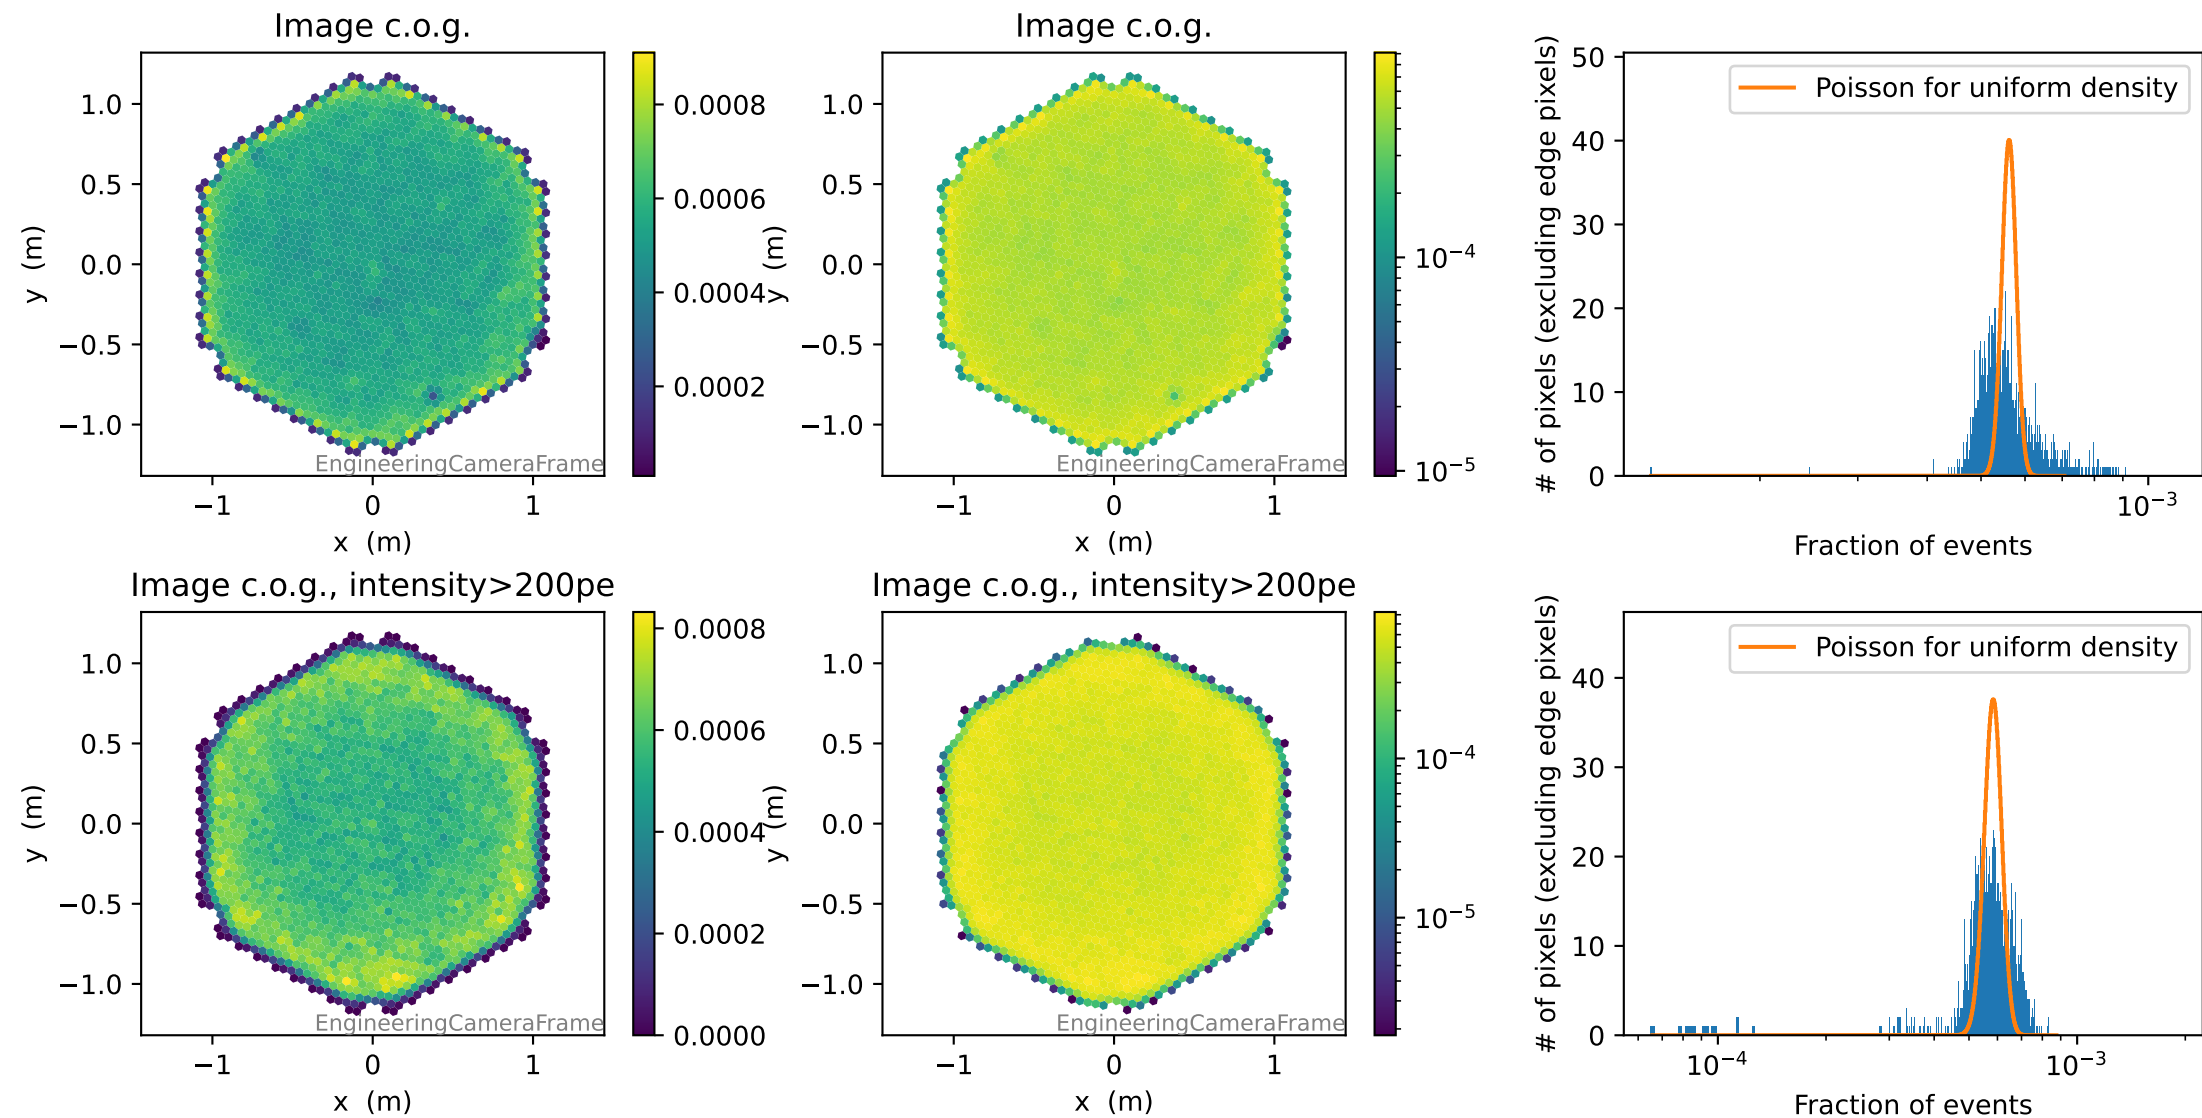 Image c.o.g.
1.0
0.5
0.0
−0.5
−1.0
y (m)
−1
0
1
x (m)
EngineeringCameraFrame
0.0008
0.0006
0.0004
0.0002
Image c.o.g.
1.0
0.5
0.0
−0.5
−1.0
y (m)
−1
0
1
x (m)
EngineeringCameraFrame
10⁻⁴
10⁻⁵
50
40
30
20
10
0
# of pixels (excluding edge pixels)
Poisson for uniform density
10⁻³
Fraction of events
Image c.o.g., intensity>200pe
1.0
0.5
0.0
−0.5
−1.0
y (m)
−1
0
1
x (m)
EngineeringCameraFrame
0.0008
0.0006
0.0004
0.0002
0.0000
Image c.o.g., intensity>200pe
1.0
0.5
0.0
−0.5
−1.0
y (m)
−1
0
1
x (m)
EngineeringCameraFrame
10⁻⁴
10⁻⁵
40
30
20
10
0
# of pixels (excluding edge pixels)
Poisson for uniform density
10⁻⁴
10⁻³
Fraction of events